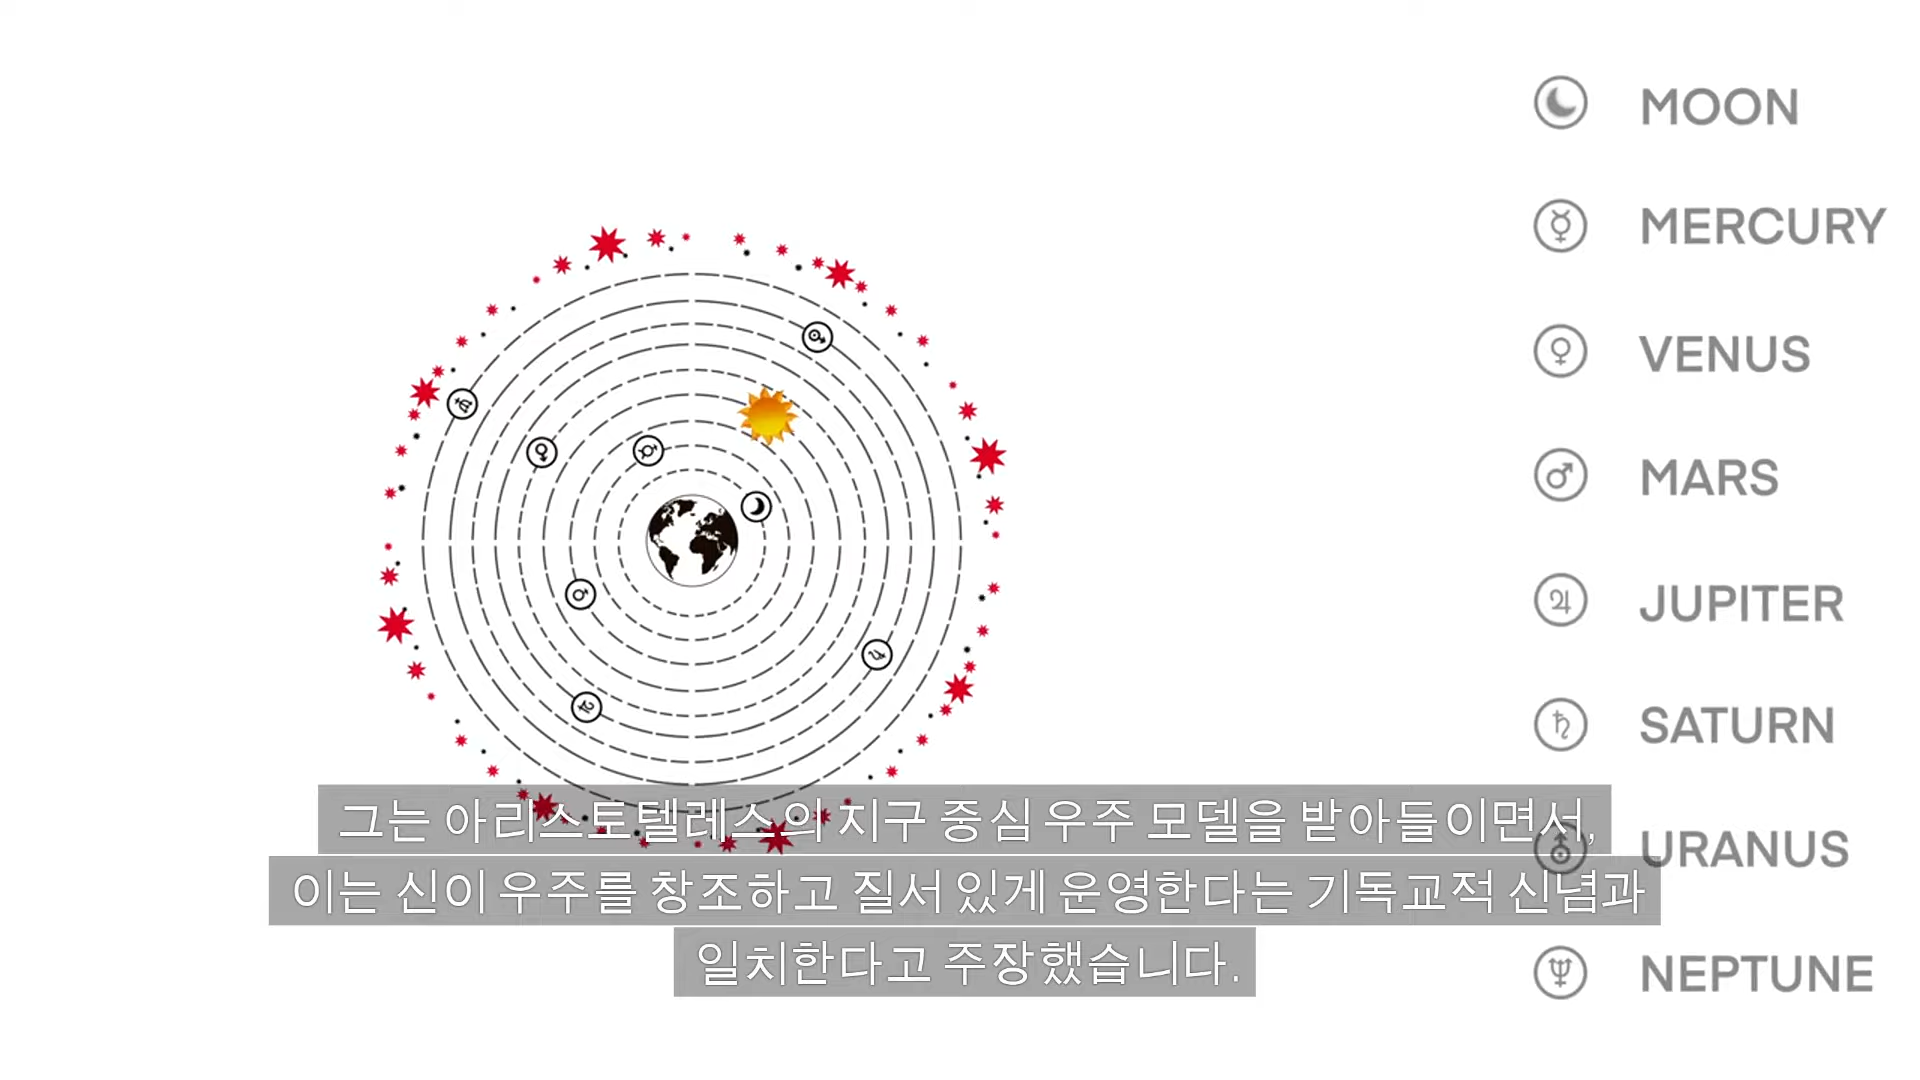 MOON
MERCURY
VENUS
MARS
JUPITER
SATURN
URANUS
NEPTUNE
그는 아리스토텔레스의 지구 중심 우주 모델을 받아들이면서,
이는 신이 우주를 창조하고 질서 있게 운영한다는 기독교적 신념과
일치한다고 주장했습니다.